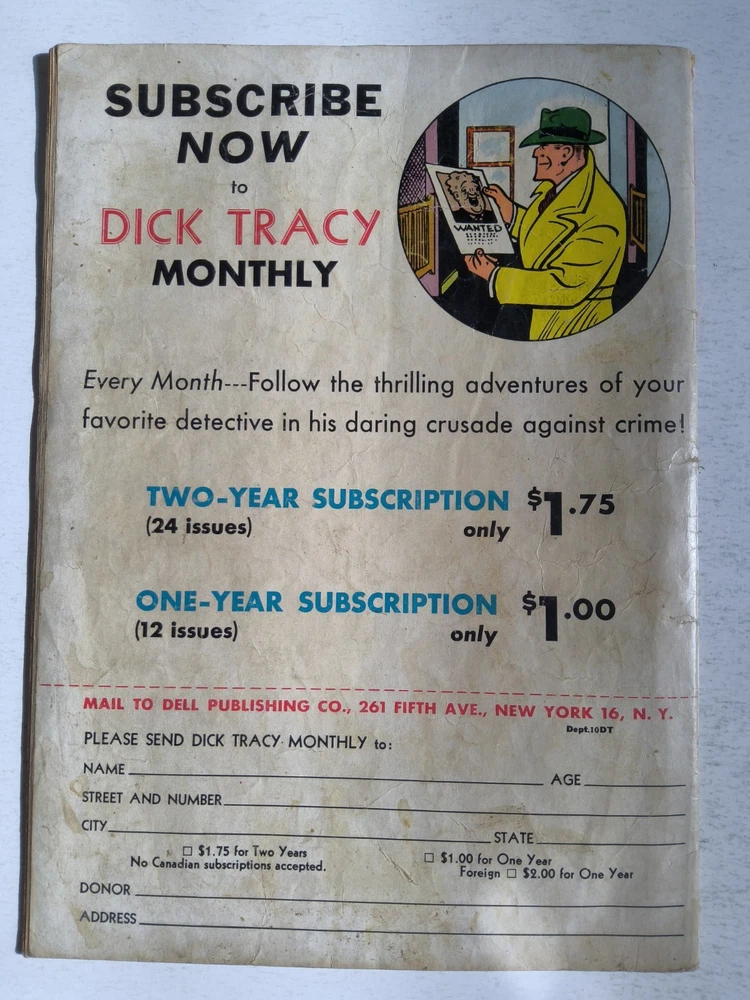 SUBSCRIBE
NOW
to
DICK TRACY
MONTHLY
WANTED
Every Month---Follow the thrilling adventures of your
favorite detective in his daring crusade against crime!
TWO-YEAR SUBSCRIPTION $1.75
(24 issues) only
ONE-YEAR SUBSCRIPTION $1.00
(12 issues) only
MAIL TO DELL PUBLISHING CO., 261 FIFTH AVE., NEW YORK 16, N. Y.
Dept.10DT
PLEASE SEND DICK TRACY MONTHLY to:
NAME AGE
STREET AND NUMBER
CITY STATE
☐ $1.75 for Two Years ☐ $1.00 for One Year
No Canadian subscriptions accepted. Foreign ☐ $2.00 for One Year
DONOR
ADDRESS